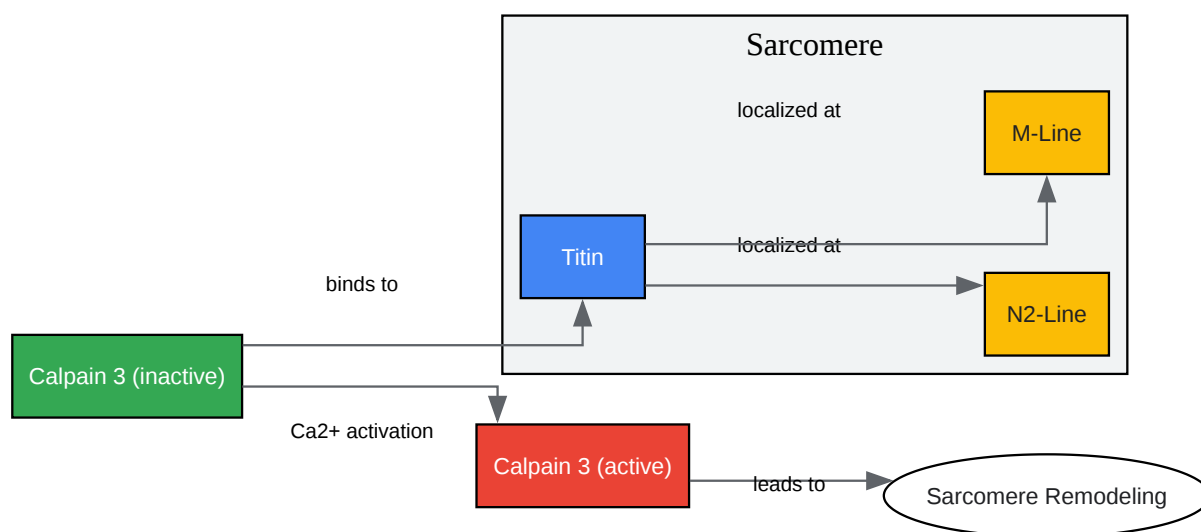 Sarcomere
localized at
M-Line
Titin
localized at
binds to
N2-Line
Calpain 3 (inactive)
Ca2+ activation
Calpain 3 (active)
leads to
Sarcomere Remodeling